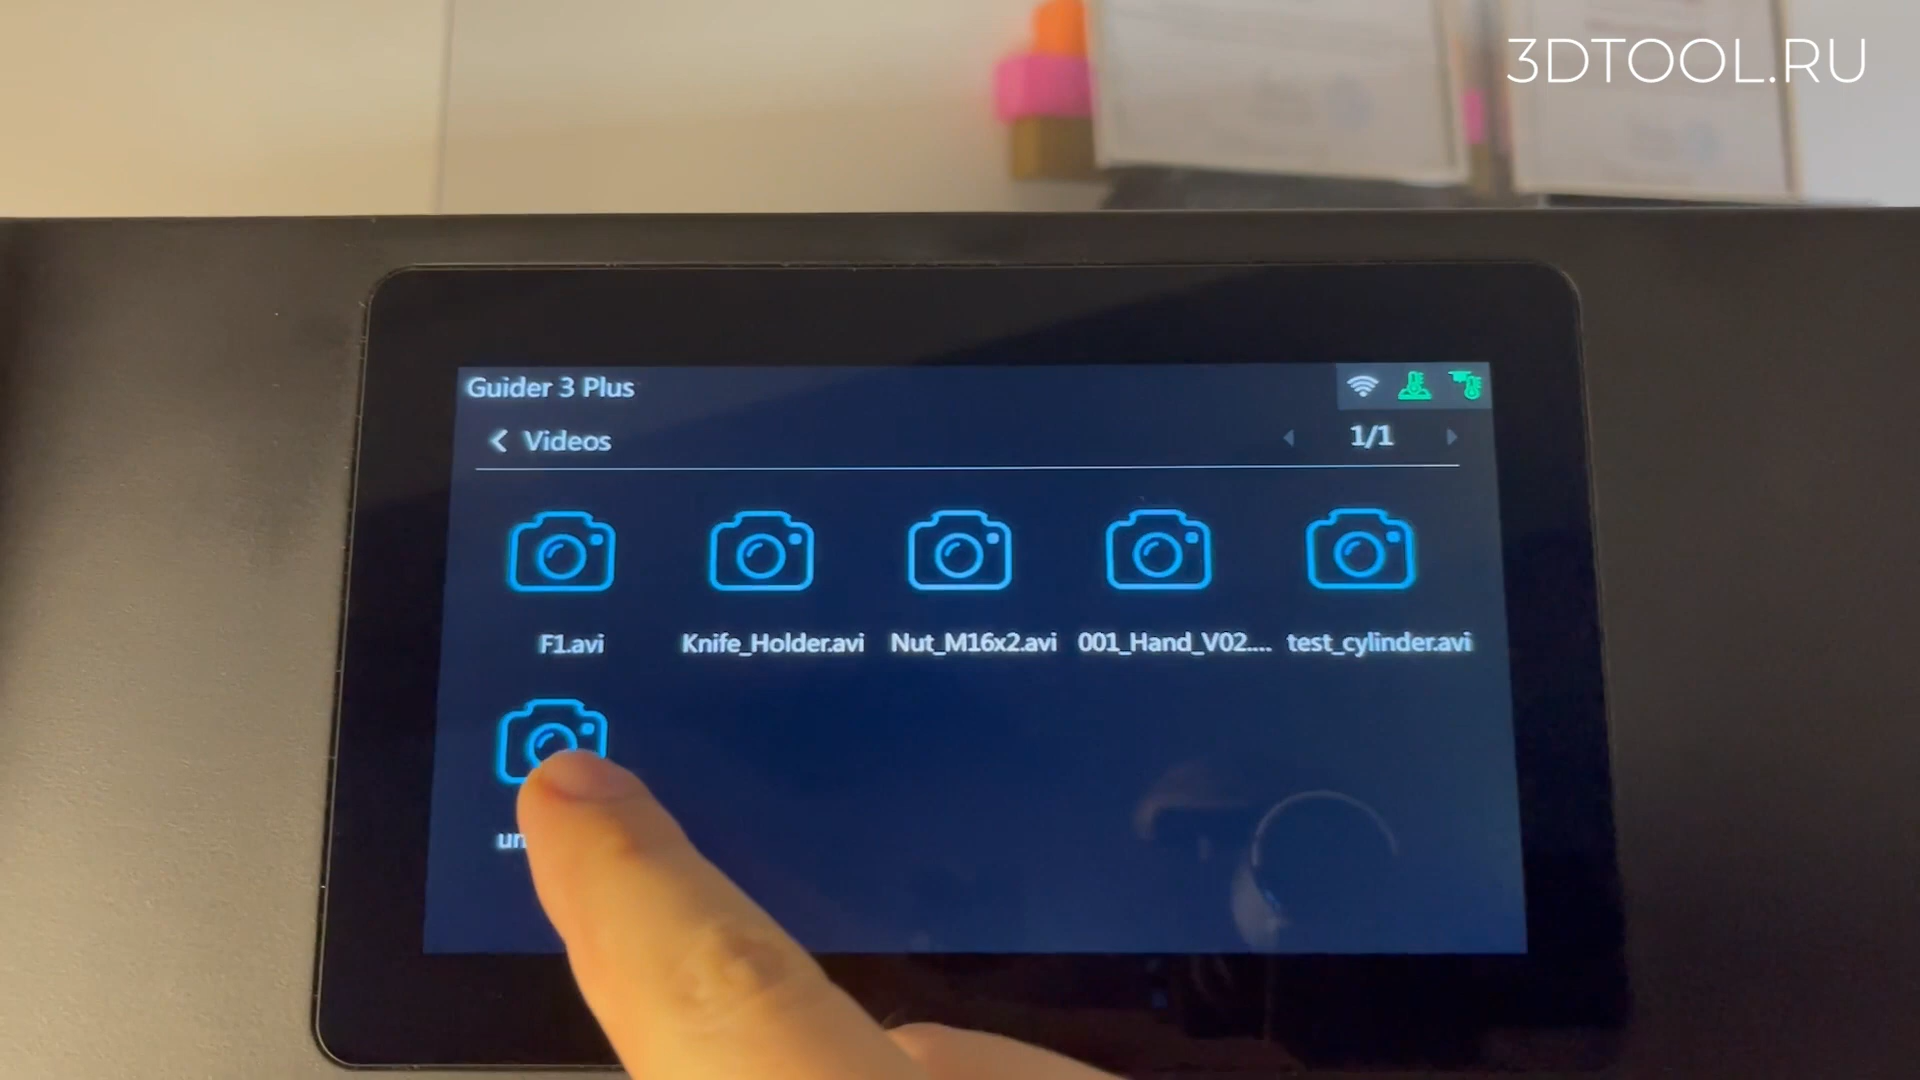 3DTOOL.RU
Guider 3 Plus
Videos
1/1
F1.avi
Knife_Holder.avi
Nut_M16x2.avi
001_Hand_V02....
test_cylinder.avi